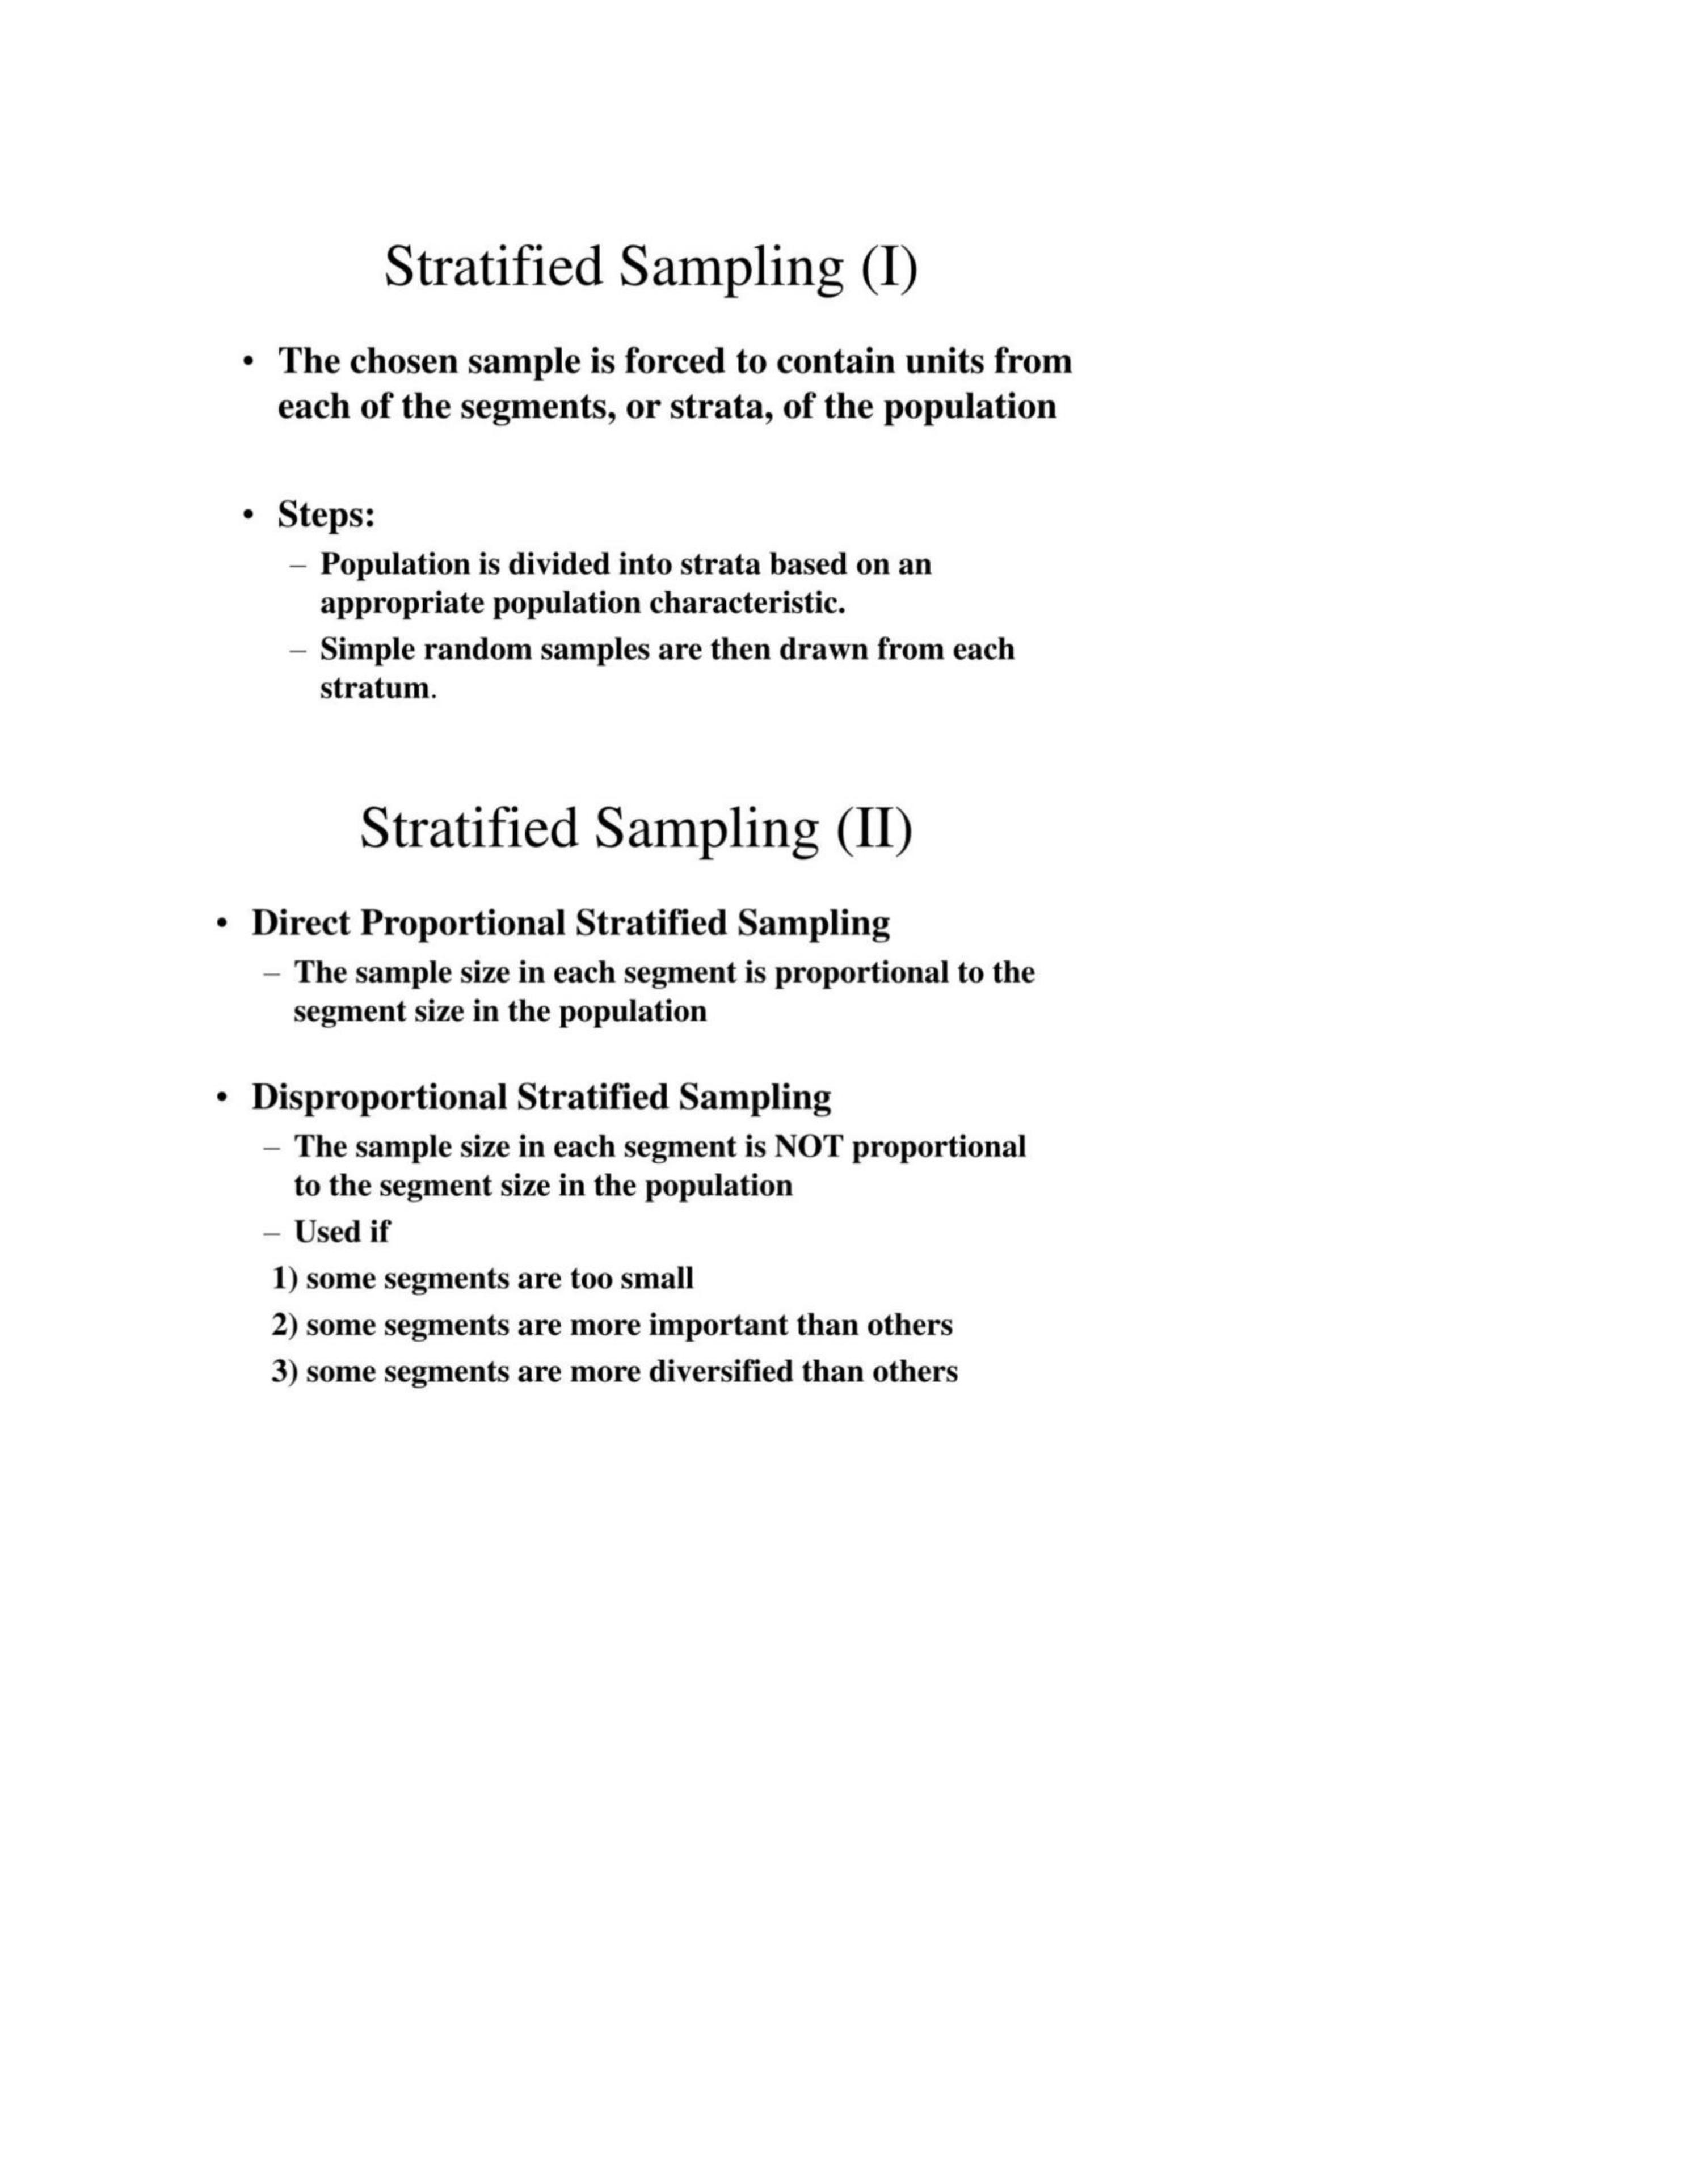 Stratified Sampling (I)
• The chosen sample is forced to contain units from
each of the segments, or strata, of the population
• Steps:
– Population is divided into strata based on an
appropriate population characteristic.
– Simple random samples are then drawn from each
stratum.
Stratified Sampling (II)
• Direct Proportional Stratified Sampling
– The sample size in each segment is proportional to the
segment size in the population
• Disproportional Stratified Sampling
– The sample size in each segment is NOT proportional
to the segment size in the population
– Used if
1) some segments are too small
2) some segments are more important than others
3) some segments are more diversified than others